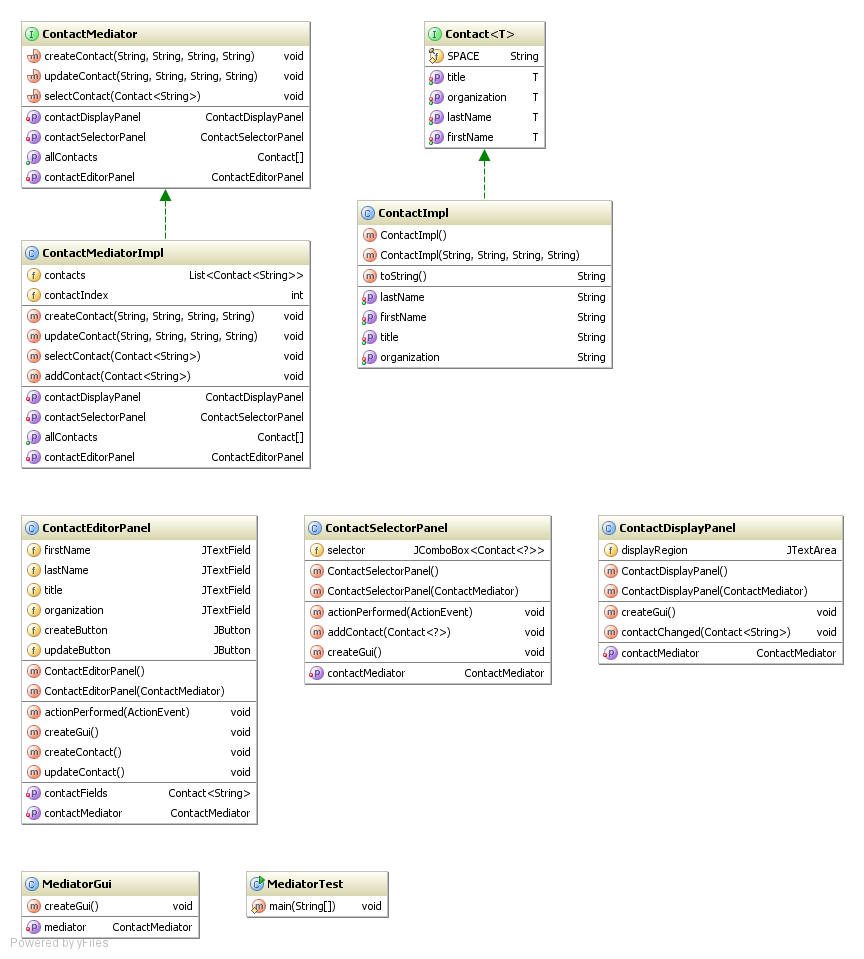 ContactMediator
createContact(String, String, String, String) void
updateContact(String, String, String, String) void
selectContact(Contact<String>) void
contactDisplayPanel ContactDisplayPanel
contactSelectorPanel ContactSelectorPanel
allContacts Contact[]
contactEditorPanel ContactEditorPanel
Contact<T>
SPACE String
title T
organization T
lastName T
firstName T
ContactMediatorImpl
contacts List<Contact<String>>
contactIndex int
createContact(String, String, String, String) void
updateContact(String, String, String, String) void
selectContact(Contact<String>) void
addContact(Contact<String>) void
contactDisplayPanel ContactDisplayPanel
contactSelectorPanel ContactSelectorPanel
allContacts Contact[]
contactEditorPanel ContactEditorPanel
ContactImpl
ContactImpl()
ContactImpl(String, String, String, String)
toString() String
lastName String
firstName String
title String
organization String
ContactEditorPanel
firstName JTextField
lastName JTextField
title JTextField
organization JTextField
createButton JButton
updateButton JButton
ContactEditorPanel()
ContactEditorPanel(ContactMediator)
actionPerformed(ActionEvent) void
createGui() void
createContact() void
updateContact() void
contactFields Contact<String>
contactMediator ContactMediator
ContactSelectorPanel
selector JComboBox<Contact<?>>
ContactSelectorPanel()
ContactSelectorPanel(ContactMediator)
actionPerformed(ActionEvent) void
addContact(Contact<?>) void
createGui() void
contactMediator ContactMediator
ContactDisplayPanel
displayRegion JTextArea
ContactDisplayPanel()
ContactDisplayPanel(ContactMediator)
createGui() void
contactChanged(Contact<String>) void
contactMediator ContactMediator
MediatorGui
createGui() void
mediator ContactMediator
MediatorTest
main(String[]) void
Powered by yFiles